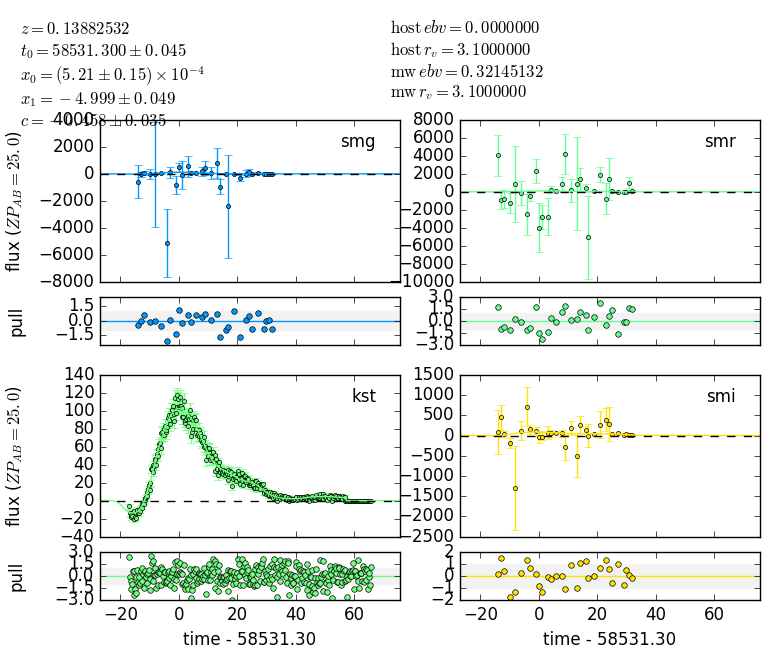 z = 0.13882532
t0 = 58531.300 ± 0.045
x0 = (5.21 ± 0.15) × 10^−4
x1 = −4.999 ± 0.049
c = −0.458 ± 0.035
host ebv = 0.0000000
host r_v = 3.1000000
mw ebv = 0.32145132
mw r_v = 3.1000000
smg
4000
2000
0
−2000
−4000
−6000
−8000
flux (ZP_AB = 25.0)
smr
8000
6000
4000
2000
0
−2000
−4000
−6000
−8000
−10000
1.5
0.0
−1.5
pull
3.0
1.5
0.0
−1.5
−3.0
kst
140
120
100
80
60
40
20
0
−20
−40
flux (ZP_AB = 25.0)
smi
1500
1000
500
0
−500
−1000
−1500
−2000
−2500
3.0
1.5
0.0
−1.5
−3.0
pull
2
1
0
−1
−2
−20 0 20 40 60
time - 58531.30
−20 0 20 40 60
time - 58531.30